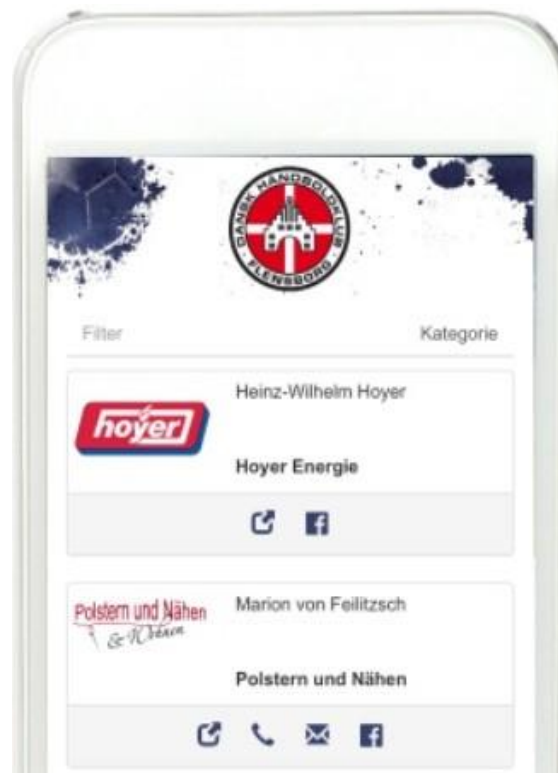 DANSK HÅNDBOLDKLUB
· FLENSBORG ·
Filter
Kategorie
hoyer
Heinz-Wilhelm Hoyer
Hoyer Energie
Polstern und Nähen
& Wohnen
Marion von Feilitzsch
Polstern und Nähen